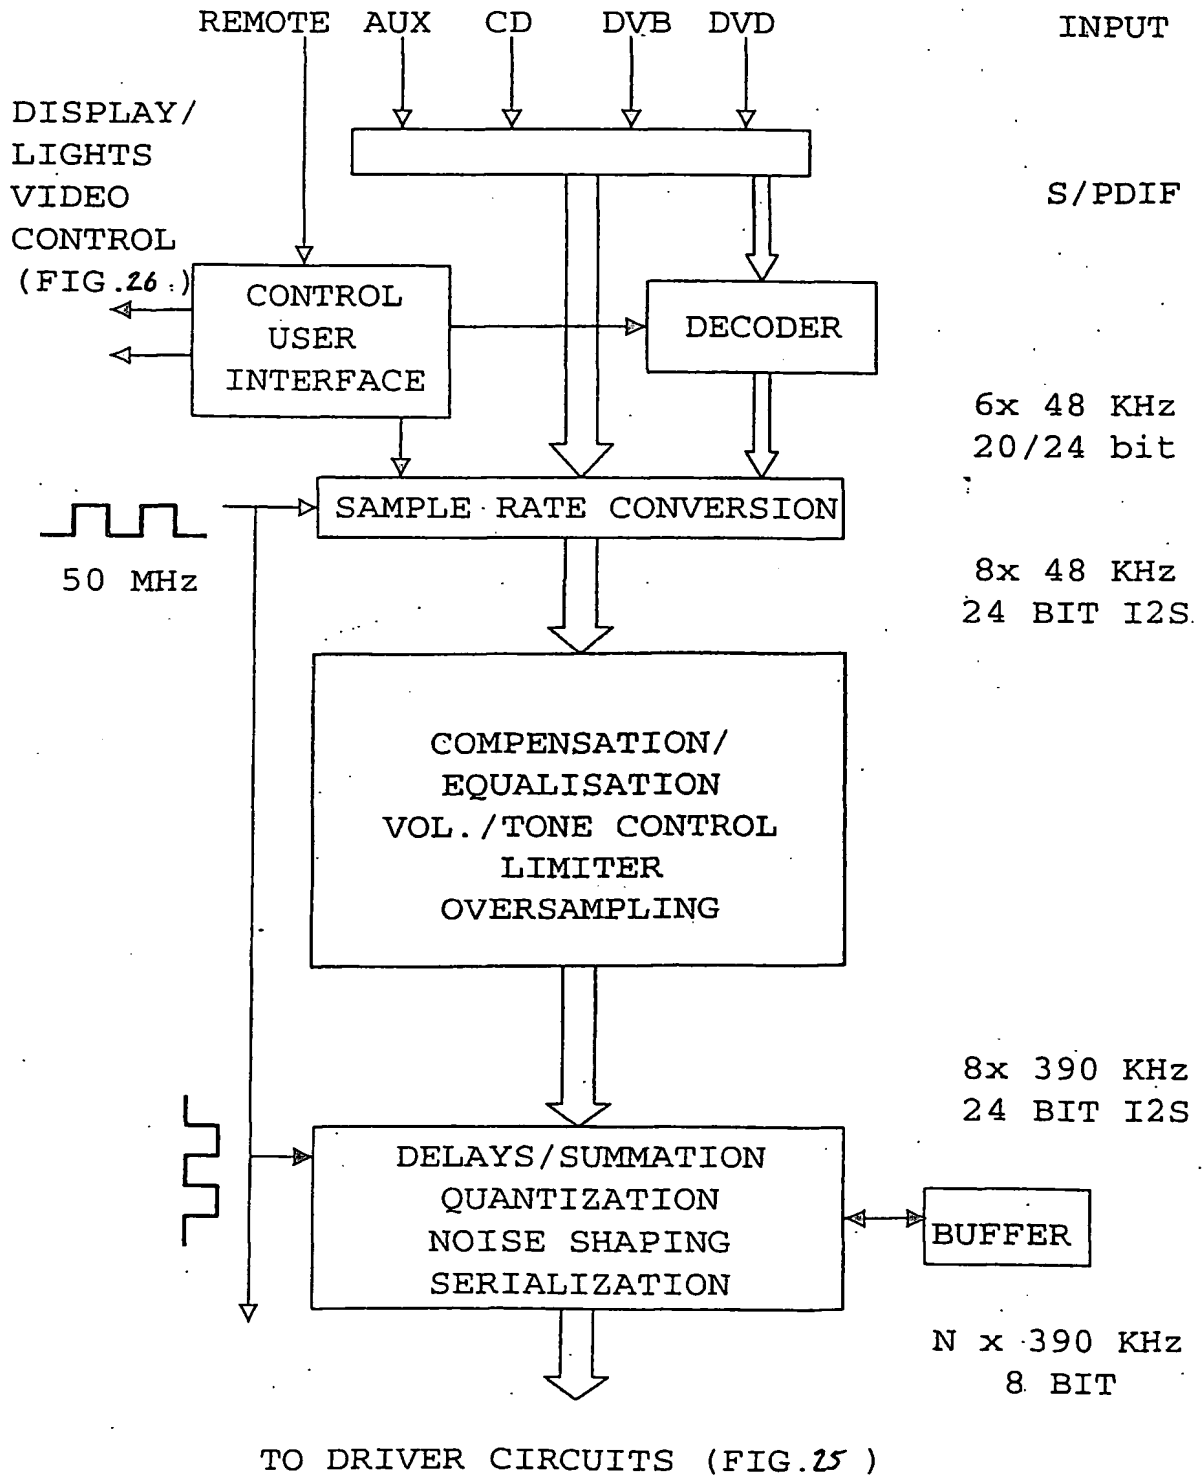 REMOTE AUX CD DVB DVD INPUT
DISPLAY/
LIGHTS
VIDEO
CONTROL
(FIG.26.)
S/PDIF
CONTROL
USER
INTERFACE
DECODER
6x 48 KHz
20/24 bit
SAMPLE RATE CONVERSION
50 MHz
8x 48 KHz
24 BIT I2S
COMPENSATION/
EQUALISATION
VOL./TONE CONTROL
LIMITER
OVERSAMPLING
8x 390 KHz
24 BIT I2S
DELAYS/SUMMATION
QUANTIZATION
NOISE SHAPING
SERIALIZATION
BUFFER
N x 390 KHz
8 BIT
TO DRIVER CIRCUITS (FIG.25 )